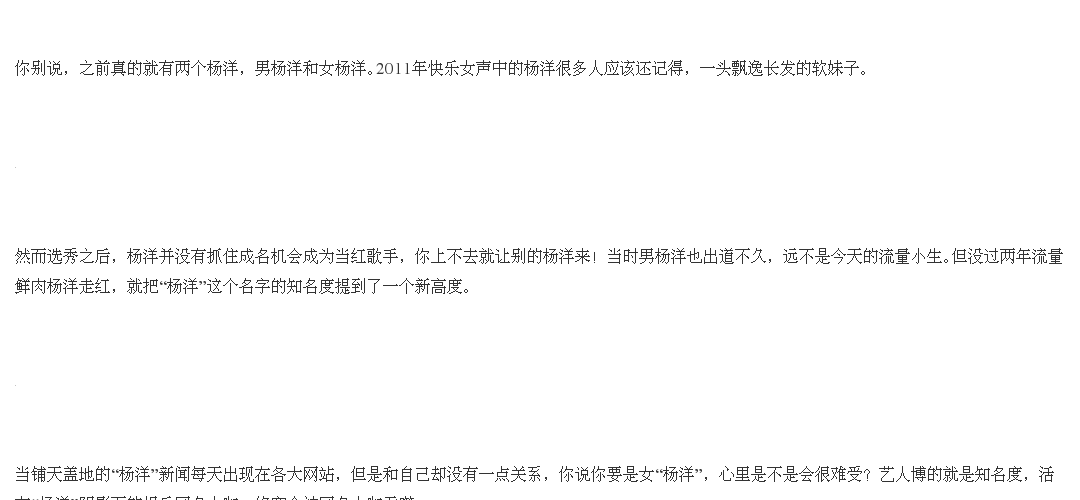 你别说，之前真的就有两个杨洋，男杨洋和女杨洋。2011年快乐女声中的杨洋很多人应该还记得，一头飘逸长发的软妹子。
然而选秀之后，杨洋并没有抓住成名机会成为当红歌手，你上不去就让别的杨洋来！当时男杨洋也出道不久，远不是今天的流量小生。但没过两年流量
鲜肉杨洋走红，就把“杨洋”这个名字的知名度提到了一个新高度。
当铺天盖地的“杨洋”新闻每天出现在各大网站，但是和自己却没有一点关系，你说你要是女“杨洋”，心里是不是会很难受？艺人博的就是知名度，活